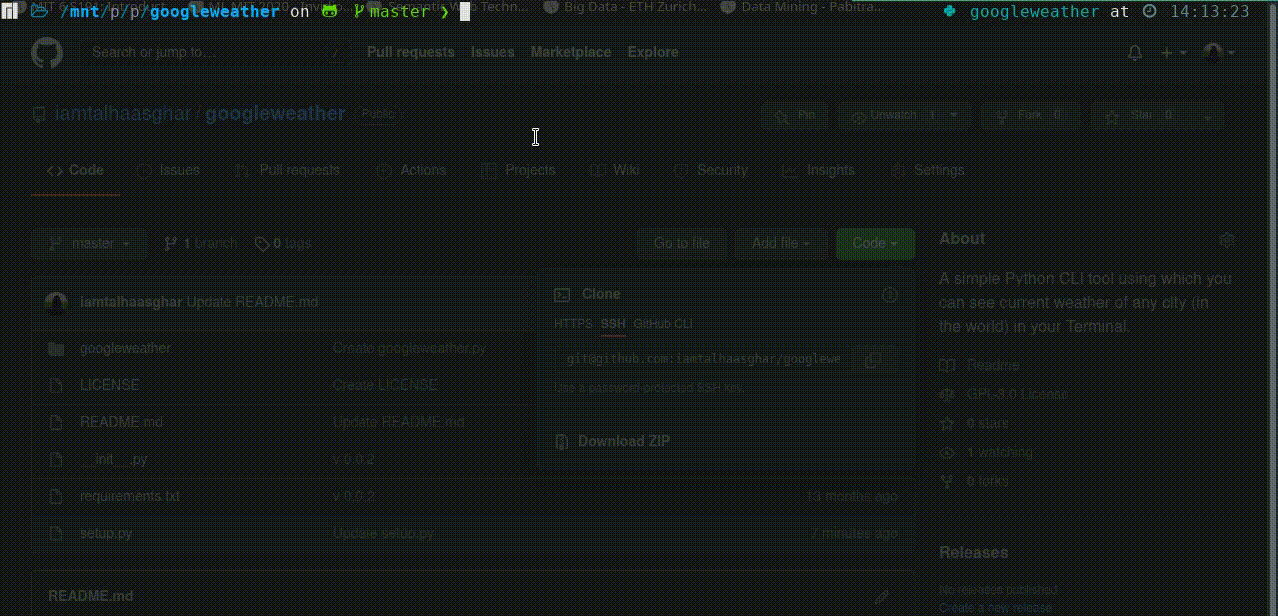 /mnt/p/p/googleweather on master ❯ googleweather at 14:13:23
Big Data - ETH Zurich... Data Mining - Pabitra...
Search or jump to... / Pull requests Issues Marketplace Explore
iamtalhaasghar / googleweather Public Pin Unwatch 1 Fork 0 Star 0
Code Issues Pull requests Actions Projects Wiki Security Insights Settings
master 1 branch 0 tags Go to file Add file Code
About
A simple Python CLI tool using which you
can see current weather of any city (in
the world) in your Terminal.
Readme
GPL-3.0 License
0 stars
1 watching
0 forks
Releases
No releases published
Create a new release
iamtalhaasghar Update README.md
googleweather Create googleweather.py
LICENSE Create LICENSE
README.md Update README.md
__init__.py v 0.0.2
requirements.txt v 0.0.2 13 months ago
setup.py Update setup.py 7 minutes ago
Clone
HTTPS SSH GitHub CLI
git@github.com:iamtalhaasghar/googlewe
Use a password-protected SSH key.
Download ZIP
README.md